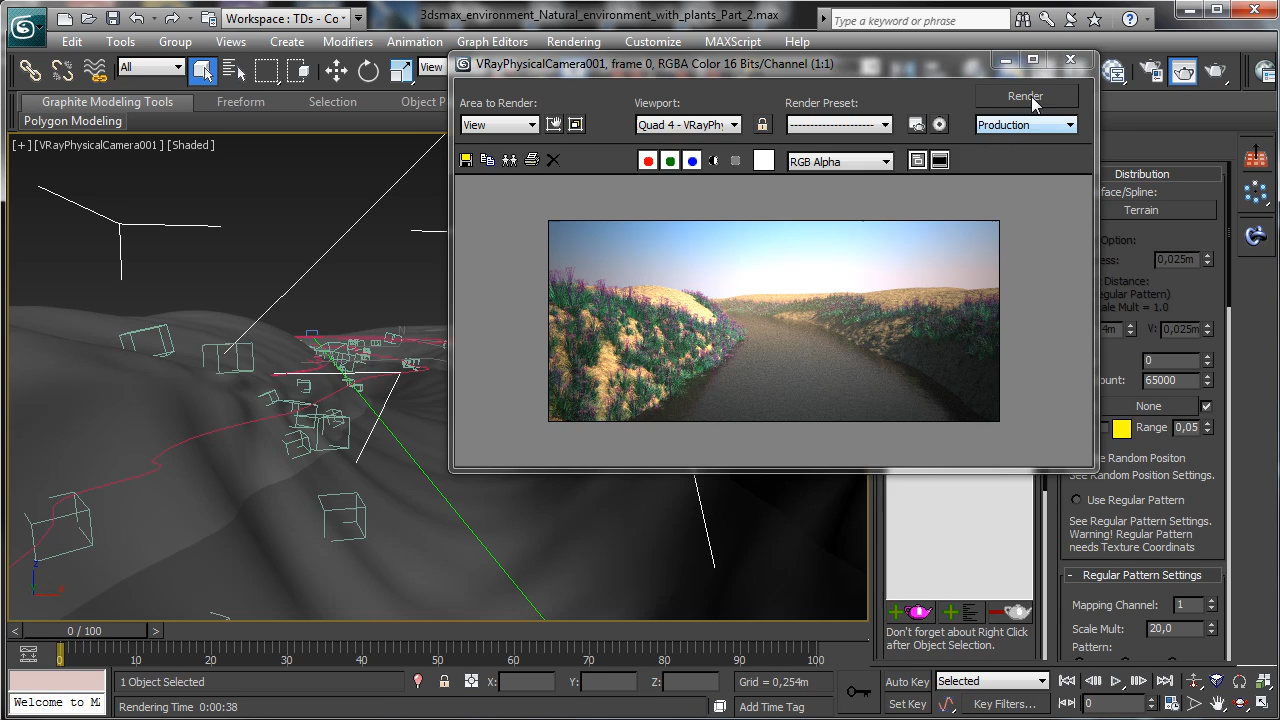 Workspace : TDs - Co
3dsmax_environment_Natural_environment_with_plants_Part_2.max
Type a keyword or phrase
Edit Tools Group Views Create Modifiers Animation Graph Editors Rendering Customize MAXScript Help
All
View
VRayPhysicalCamera001, frame 0, RGBA Color 16 Bits/Channel (1:1)
Graphite Modeling Tools Freeform Selection Object P
Polygon Modeling
Area to Render: Viewport: Render Preset: Render
View Quad 4 - VRayPhy Production
RGB Alpha
[+] [VRayPhysicalCamera001 ] [Shaded ]
Distribution
face/Spline:
Terrain
Option:
ess: 0,025m
Distance:
egular Pattern)
Scale Mult = 1.0
4m V: 0,025m
0
ount: 65000
None
Range 0,05
e Random Positon
See Random Position Settings.
Use Regular Pattern
See Regular Pattern Settings.
Warning! Regular Pattern
needs Texture Coordinats
- Regular Pattern Settings
Mapping Channel: 1
Scale Mult: 20,0
Pattern:
Don't forget about Right Click
after Object Selection.
< 0 / 100 >
0 10 20 30 40 50 60 70 80 90 100
1 Object Selected X: Y: Z: Grid = 0,254m Auto Key Selected
Welcome to MA Rendering Time 0:00:38 Add Time Tag Set Key Key Filters... 0